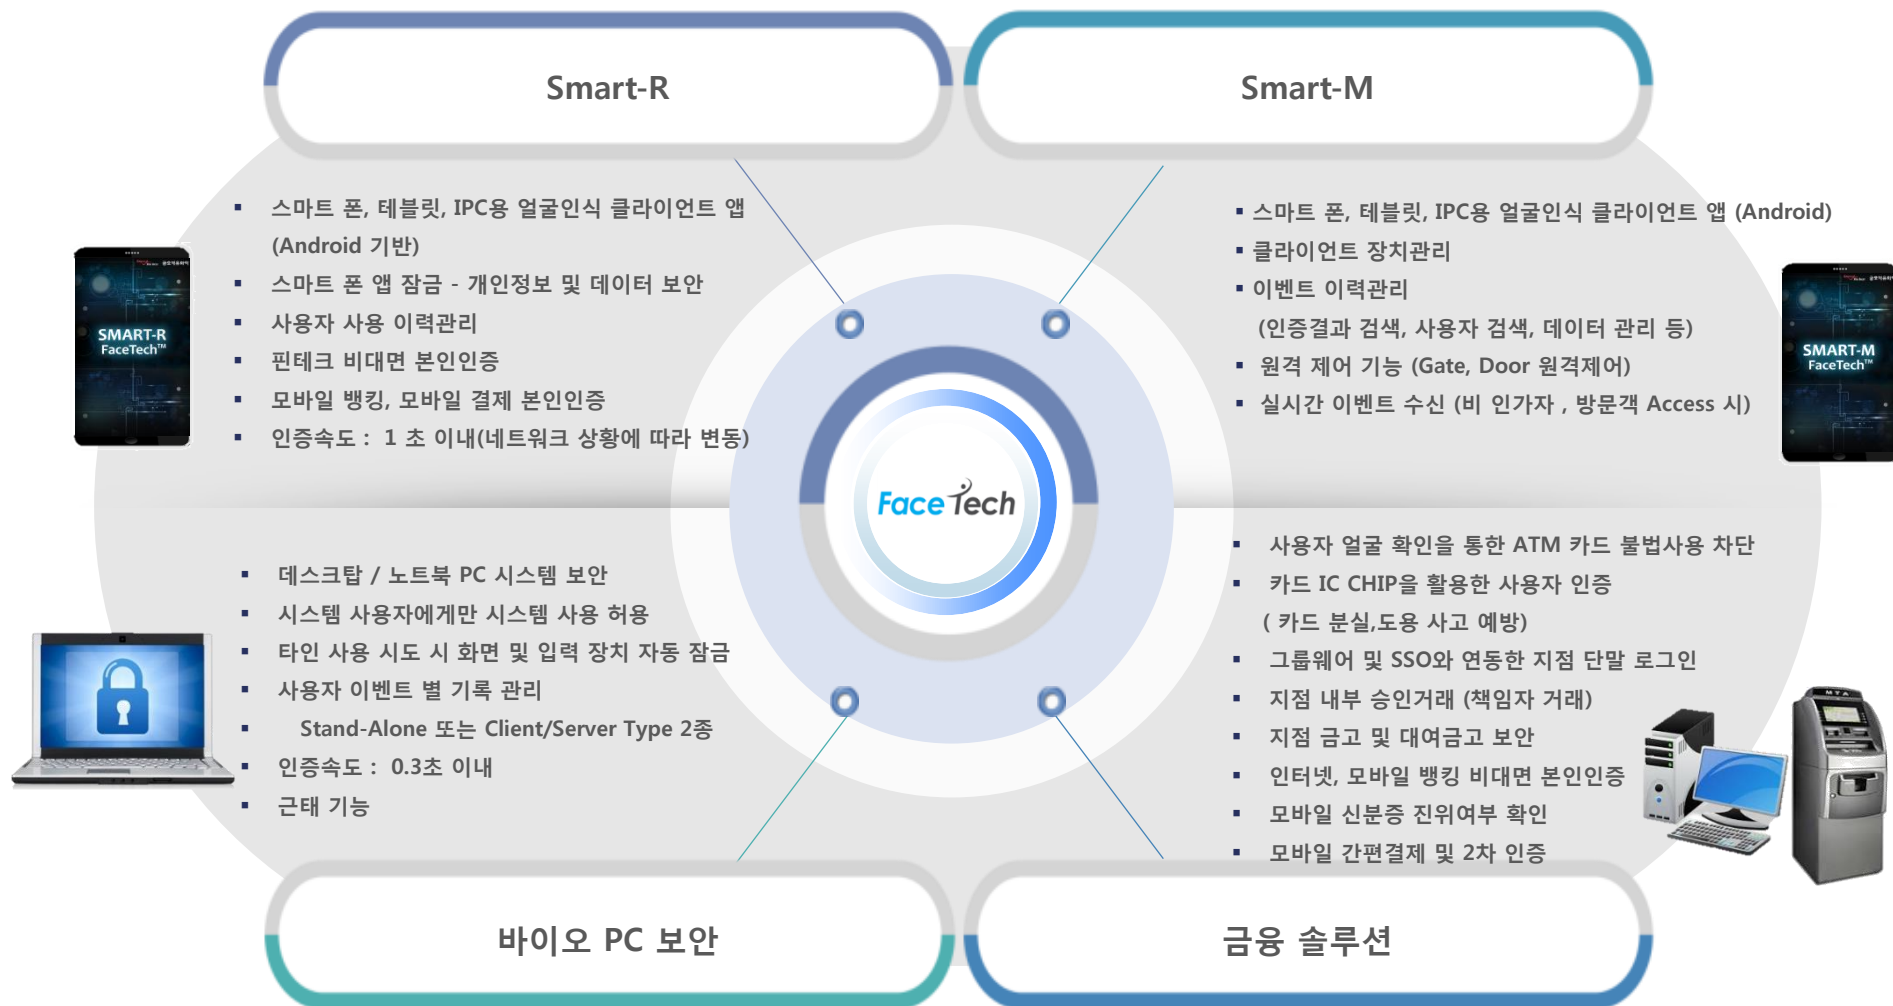 Smart-R
Smart-M
▪ 스마트 폰, 테블릿, IPC용 얼굴인식 클라이언트 앱
(Android 기반)
▪ 스마트 폰 앱 잠금 - 개인정보 및 데이터 보안
▪ 사용자 사용 이력관리
▪ 핀테크 비대면 본인인증
▪ 모바일 뱅킹, 모바일 결제 본인인증
▪ 인증속도 : 1 초 이내(네트워크 상황에 따라 변동)
SMART-R
FaceTech™
▪ 스마트 폰, 테블릿, IPC용 얼굴인식 클라이언트 앱 (Android)
▪ 클라이언트 장치관리
▪ 이벤트 이력관리
(인증결과 검색, 사용자 검색, 데이터 관리 등)
▪ 원격 제어 기능 (Gate, Door 원격제어)
▪ 실시간 이벤트 수신 (비 인가자 , 방문객 Access 시)
SMART-M
FaceTech™
Face Tech
▪ 데스크탑 / 노트북 PC 시스템 보안
▪ 시스템 사용자에게만 시스템 사용 허용
▪ 타인 사용 시도 시 화면 및 입력 장치 자동 잠금
▪ 사용자 이벤트 별 기록 관리
▪ Stand-Alone 또는 Client/Server Type 2종
▪ 인증속도 : 0.3초 이내
▪ 근태 기능
▪ 사용자 얼굴 확인을 통한 ATM 카드 불법사용 차단
▪ 카드 IC CHIP을 활용한 사용자 인증
( 카드 분실,도용 사고 예방)
▪ 그룹웨어 및 SSO와 연동한 지점 단말 로그인
▪ 지점 내부 승인거래 (책임자 거래)
▪ 지점 금고 및 대여금고 보안
▪ 인터넷, 모바일 뱅킹 비대면 본인인증
▪ 모바일 신분증 진위여부 확인
▪ 모바일 간편결제 및 2차 인증
MTA
바이오 PC 보안
금융 솔루션